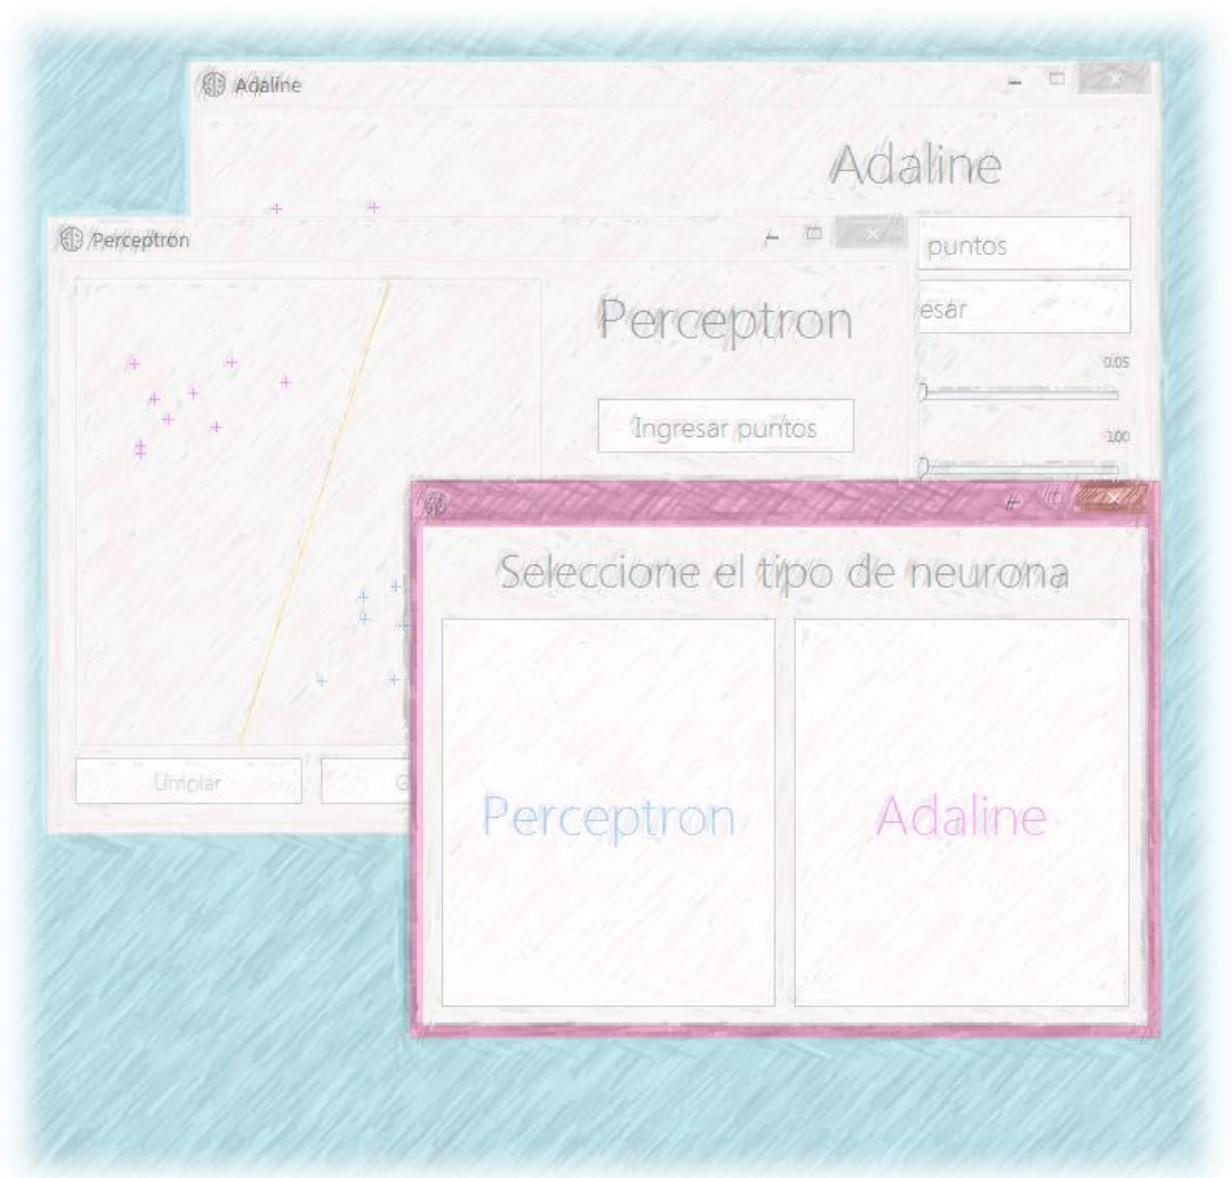 Adaline
Adaline
puntos
esar
0.05
1.00
Perceptron
Perceptron
Ingresar puntos
Limpiar
G
Seleccione el tipo de neurona
Perceptron
Adaline